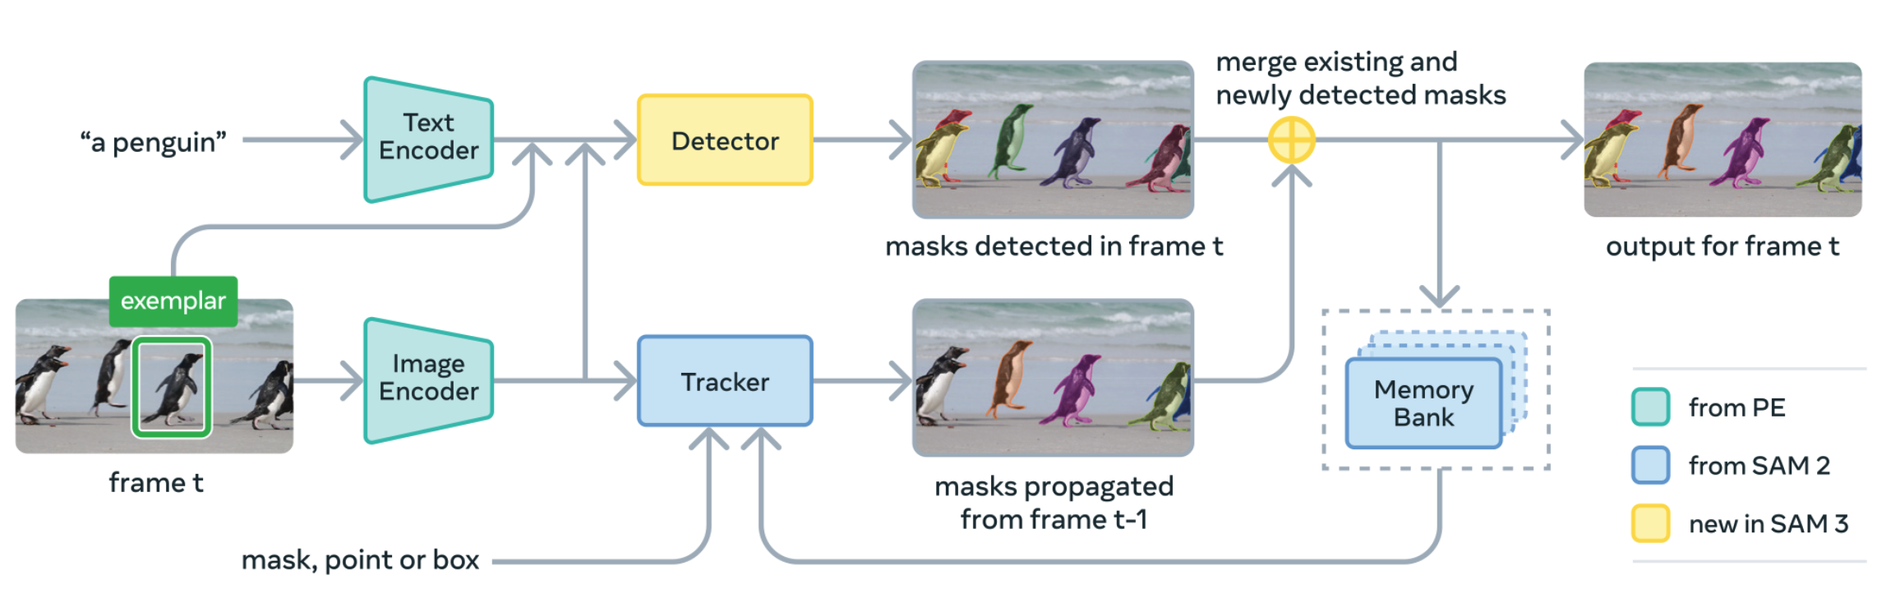 “a penguin”
Text
Encoder
Detector
masks detected in frame t
merge existing and
newly detected masks
output for frame t
exemplar
frame t
Image
Encoder
Tracker
masks propagated
from frame t-1
mask, point or box
Memory
Bank
from PE
from SAM 2
new in SAM 3